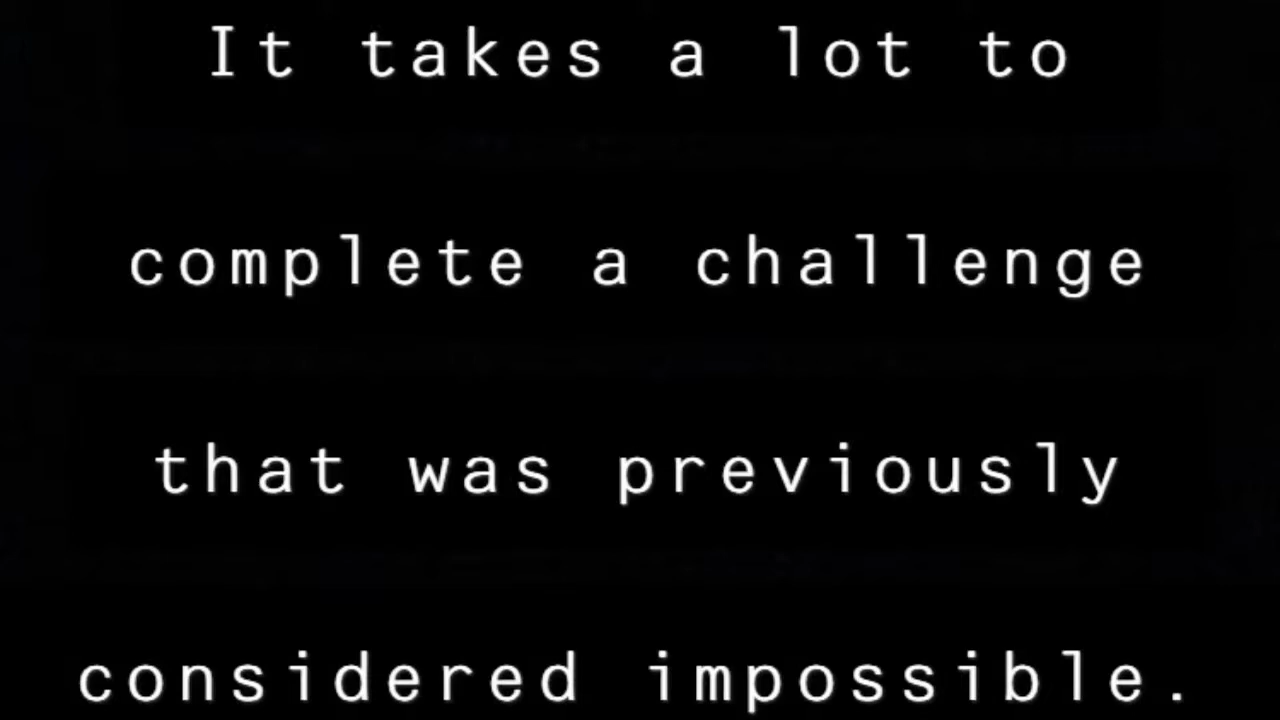 It takes a lot to
complete a challenge
that was previously
considered impossible.